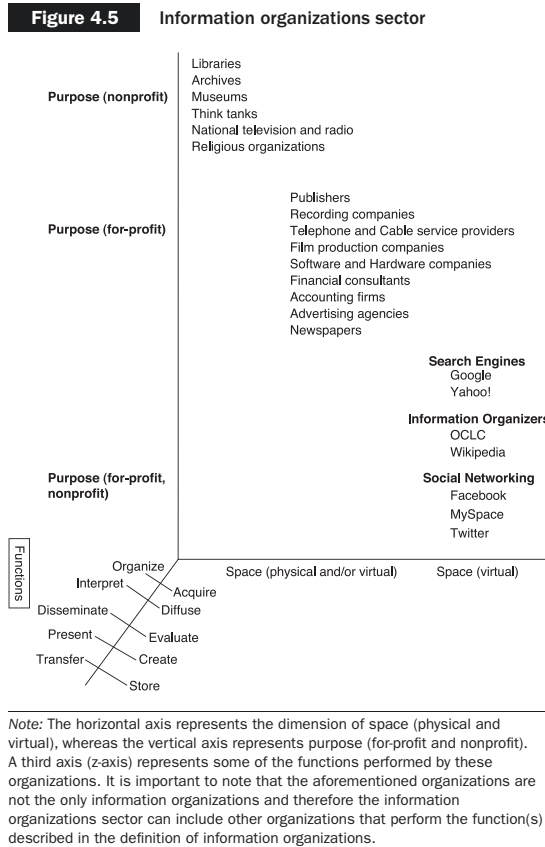 Figure 4.5 Information organizations sector
Libraries
Archives
Purpose (nonprofit) Museums
Think tanks
National television and radio
Religious organizations
Publishers
Recording companies
Purpose (for-profit) Telephone and Cable service providers
Film production companies
Software and Hardware companies
Financial consultants
Accounting firms
Advertising agencies
Newspapers
Search Engines
Google
Yahoo!
Information Organizers
OCLC
Wikipedia
Purpose (for-profit, Social Networking
nonprofit) Facebook
MySpace
Twitter
Functions
Organize Space (physical and/or virtual) Space (virtual)
Interpret Acquire
Disseminate Diffuse
Present Evaluate
Transfer Create
Store
Note: The horizontal axis represents the dimension of space (physical and
virtual), whereas the vertical axis represents purpose (for-profit and nonprofit).
A third axis (z-axis) represents some of the functions performed by these
organizations. It is important to note that the aforementioned organizations are
not the only information organizations and therefore the information
organizations sector can include other organizations that perform the function(s)
described in the definition of information organizations.